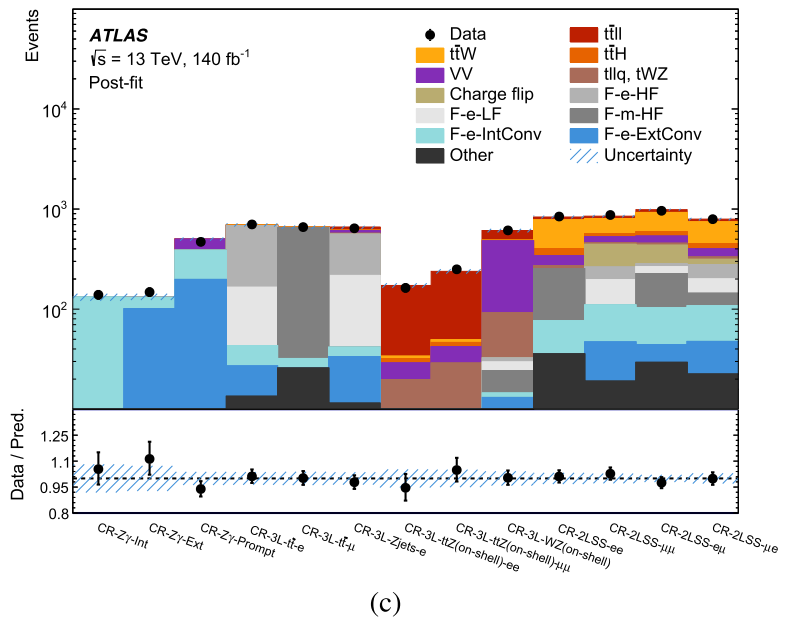 Events
ATLAS
√s = 13 TeV, 140 fb⁻¹
Post-fit
Data
tt̄ll
tt̄W
tt̄H
VV
tllq, tWZ
Charge flip
F-e-HF
F-e-LF
F-m-HF
F-e-IntConv
F-e-ExtConv
Other
Uncertainty
10⁴
10³
10²
Data / Pred.
1.25
1.1
0.95
0.8
CR-Zγ-Int
CR-Zγ-Ext
CR-Zγ-Prompt
CR-3L-tt̄-e
CR-3L-tt̄-μ
CR-3L-Zjets-e
CR-3L-ttZ(on-shell)-ee
CR-3L-ttZ(on-shell)-μμ
CR-3L-WZ(on-shell)
CR-2LSS-ee
CR-2LSS-μμ
CR-2LSS-eμ
CR-2LSS-μe
(c)